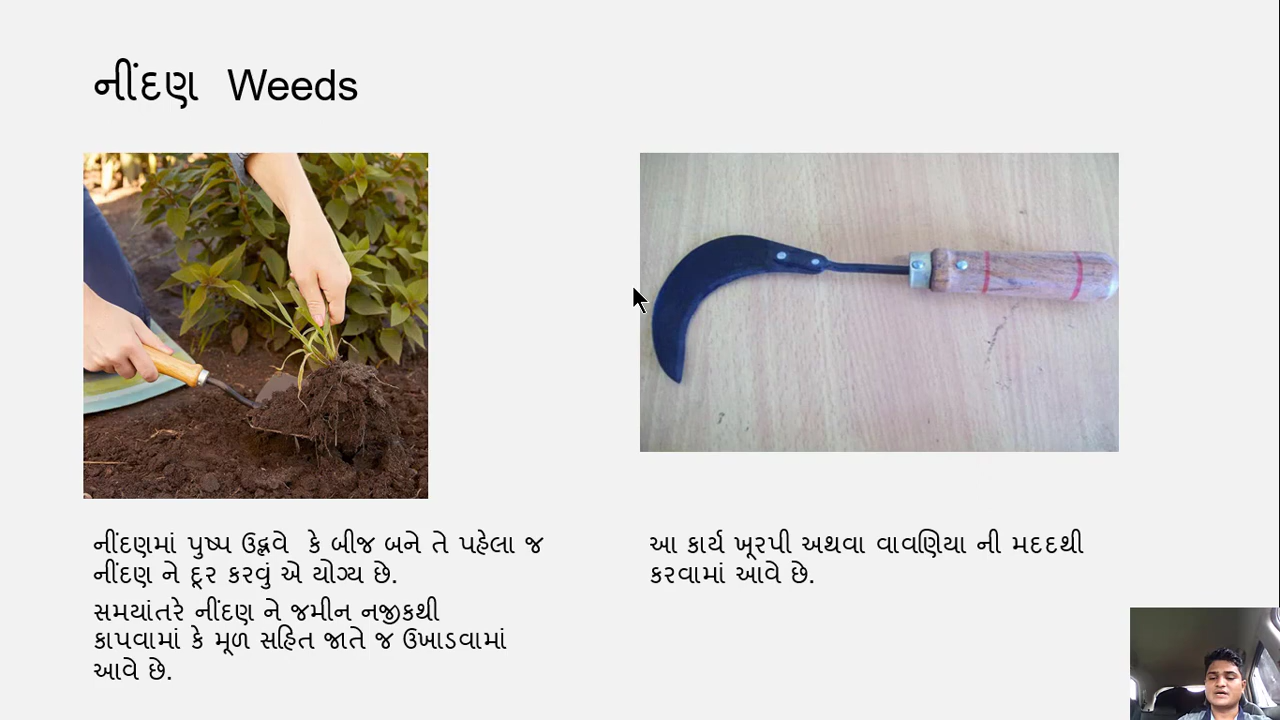 નીંદણ Weeds
નીંદણમાં પુષ્પ ઉદ્ભવે કે બીજ બને તે પહેલા જ
નીંદણ ને દૂર કરવું એ યોગ્ય છે.
સમયાંતરે નીંદણ ને જમીન નજીકથી
કાપવામાં કે મૂળ સહિત જાતે જ ઉખાડવામાં
આવે છે.
આ કાર્ય ખૂરપી અથવા વાવણિયા ની મદદથી
કરવામાં આવે છે.